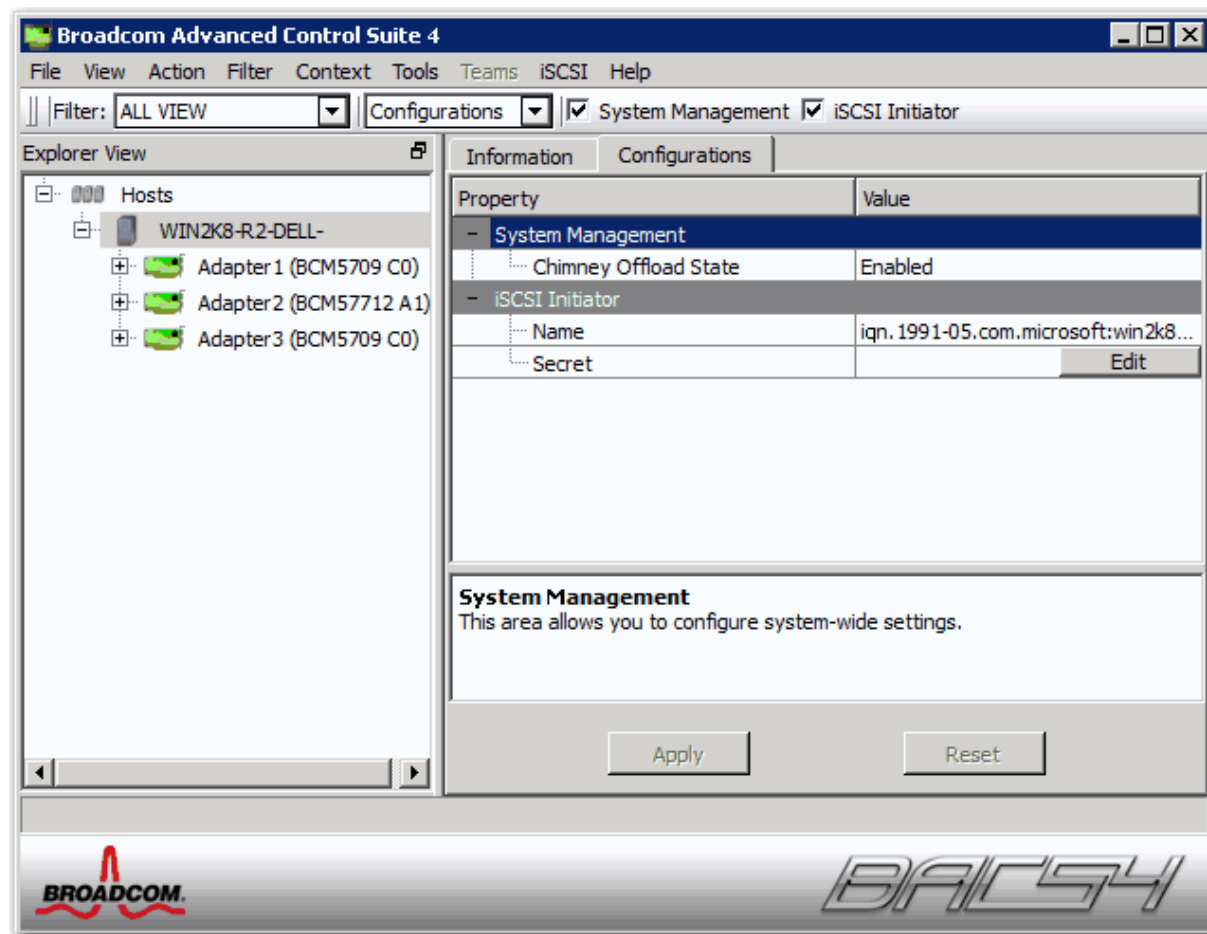 Broadcom Advanced Control Suite 4
File View Action Filter Context Tools Teams iSCSI Help
Filter: ALL VIEW Configurations System Management iSCSI Initiator
Explorer View
Hosts
WIN2K8-R2-DELL-
Adapter1 (BCM5709 C0)
Adapter2 (BCM57712 A1)
Adapter3 (BCM5709 C0)
Information Configurations
Property Value
System Management
Chimney Offload State Enabled
iSCSI Initiator
Name iqn.1991-05.com.microsoft:win2k8...
Secret Edit
System Management
This area allows you to configure system-wide settings.
Apply Reset
BROADCOM.
BACS4